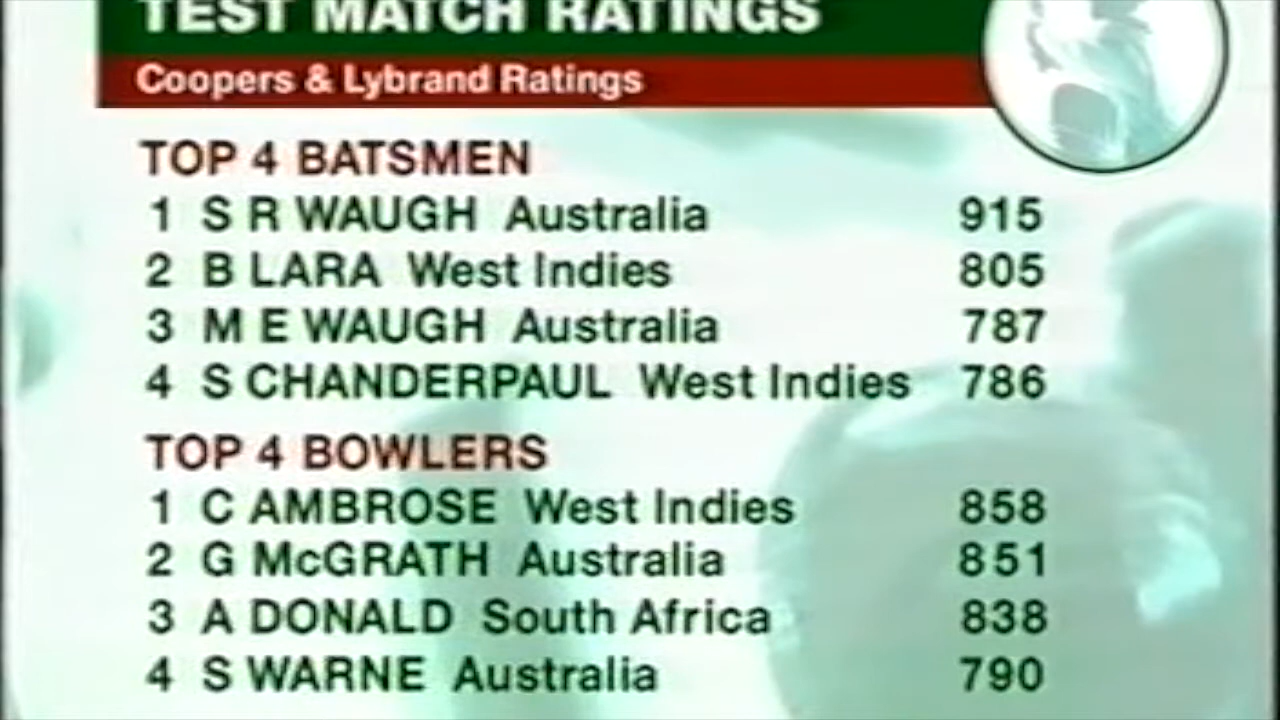 TEST MATCH RATINGS
Coopers & Lybrand Ratings
TOP 4 BATSMEN
1 S R WAUGH Australia 915
2 B LARA West Indies 805
3 M E WAUGH Australia 787
4 S CHANDERPAUL West Indies 786
TOP 4 BOWLERS
1 C AMBROSE West Indies 858
2 G McGRATH Australia 851
3 A DONALD South Africa 838
4 S WARNE Australia 790